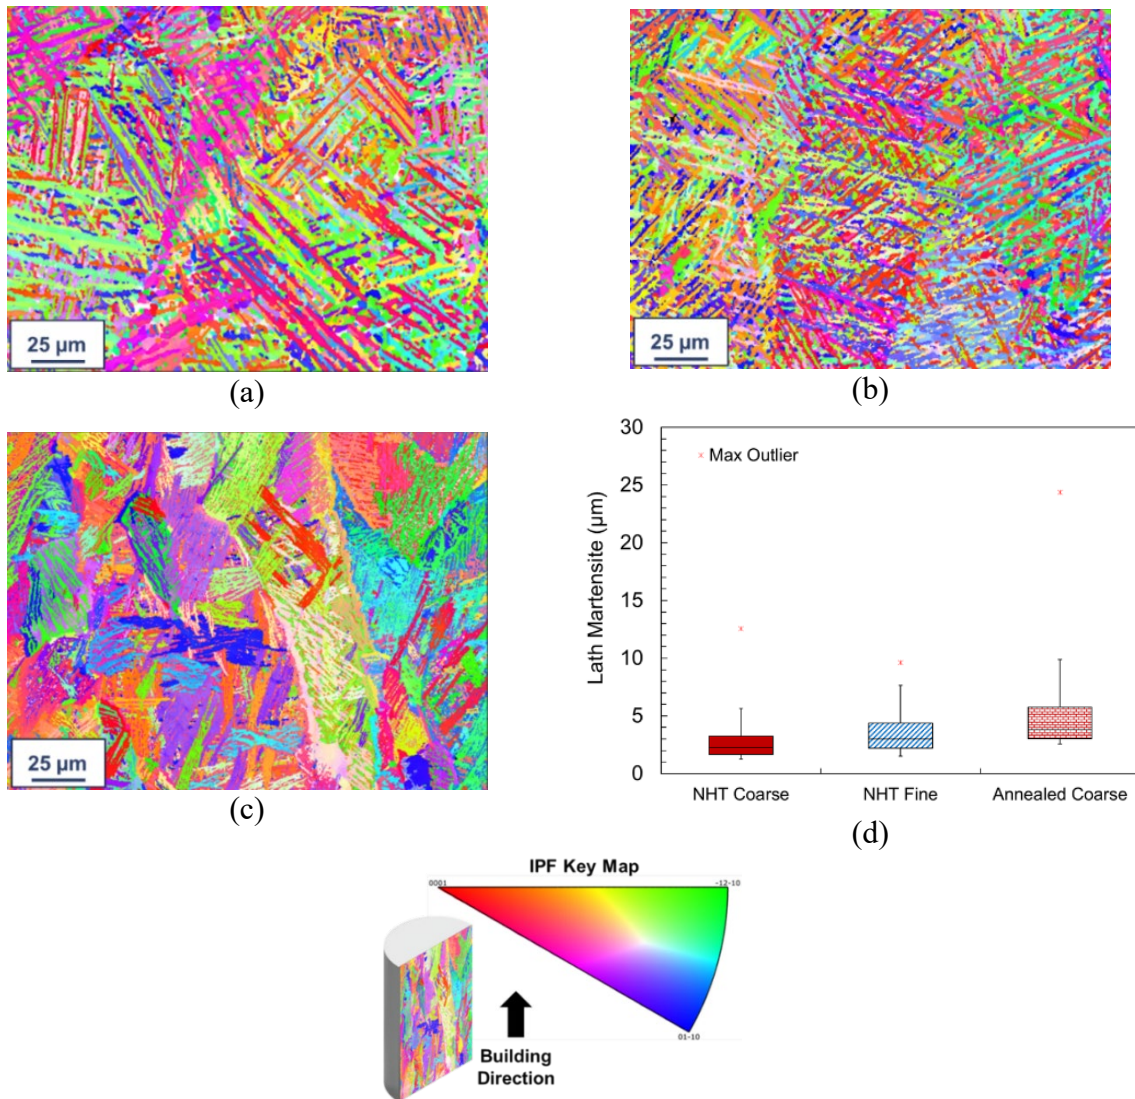 25 µm
25 µm
(a)
(b)
25 µm
(c)
30
25
20
15
10
5
0
Lath Martensite (µm)
Max Outlier
NHT Coarse
NHT Fine
Annealed Coarse
(d)
IPF Key Map
0001
-12-10
01-10
Building
Direction